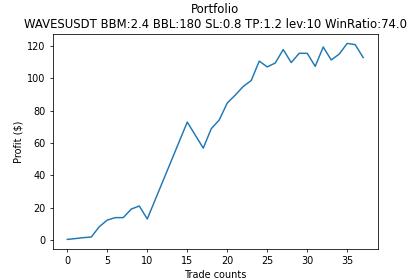 Portfolio
WAVESUSDT BBM:2.4 BBL:180 SL:0.8 TP:1.2 lev:10 WinRatio:74.0
120
100
80
60
40
20
0
Profit ($)
0 5 10 15 20 25 30 35
Trade counts